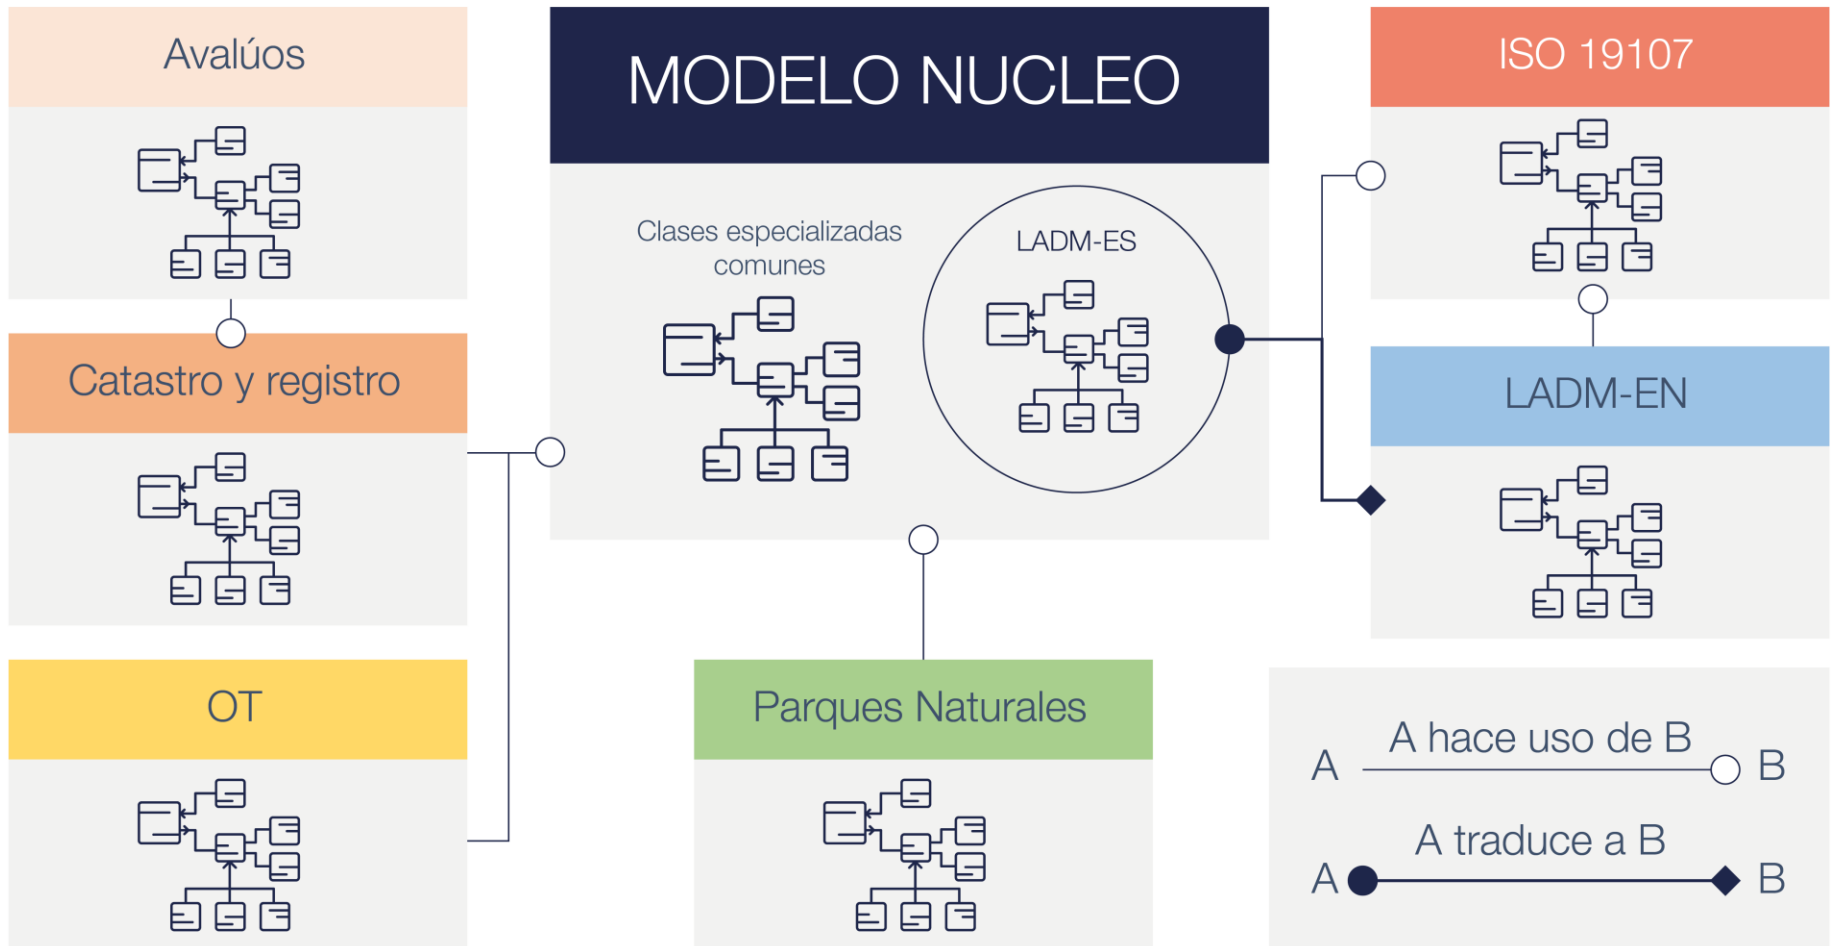 Avalúos
MODELO NUCLEO
ISO 19107
Clases especializadas
comunes
LADM-ES
Catastro y registro
LADM-EN
OT
Parques Naturales
A hace uso de B
A B
A traduce a B
A B